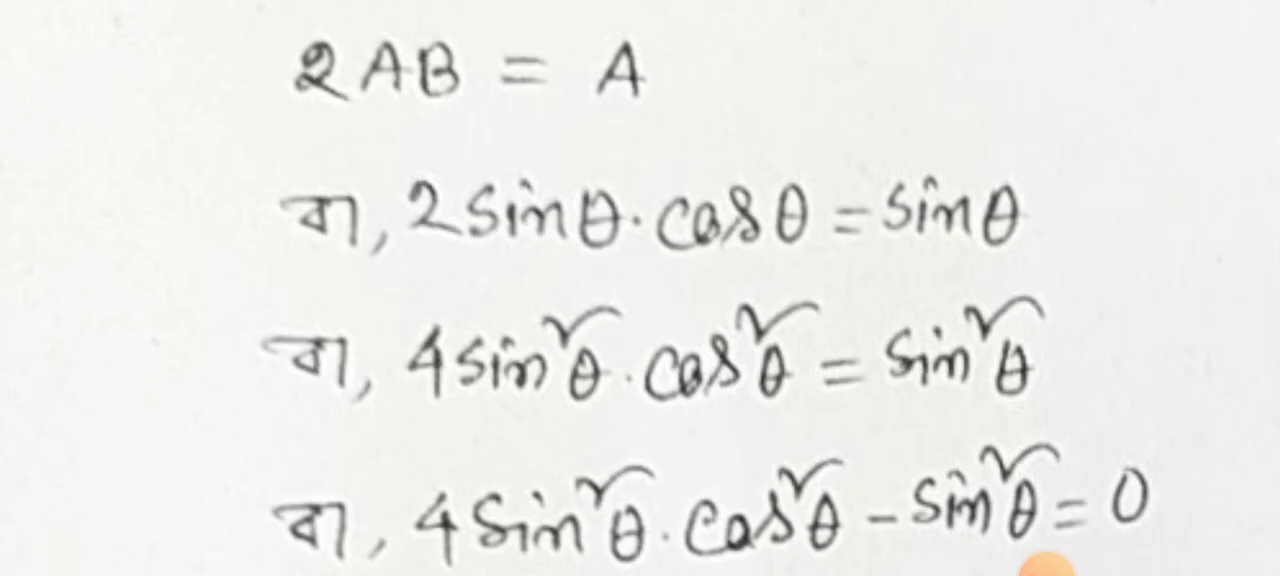 2AB = A
বা, 2sinθ·cosθ = sinθ
বা, 4sin²θ·cos²θ = sin²θ
বা, 4sin²θ·cos²θ - sin²θ = 0